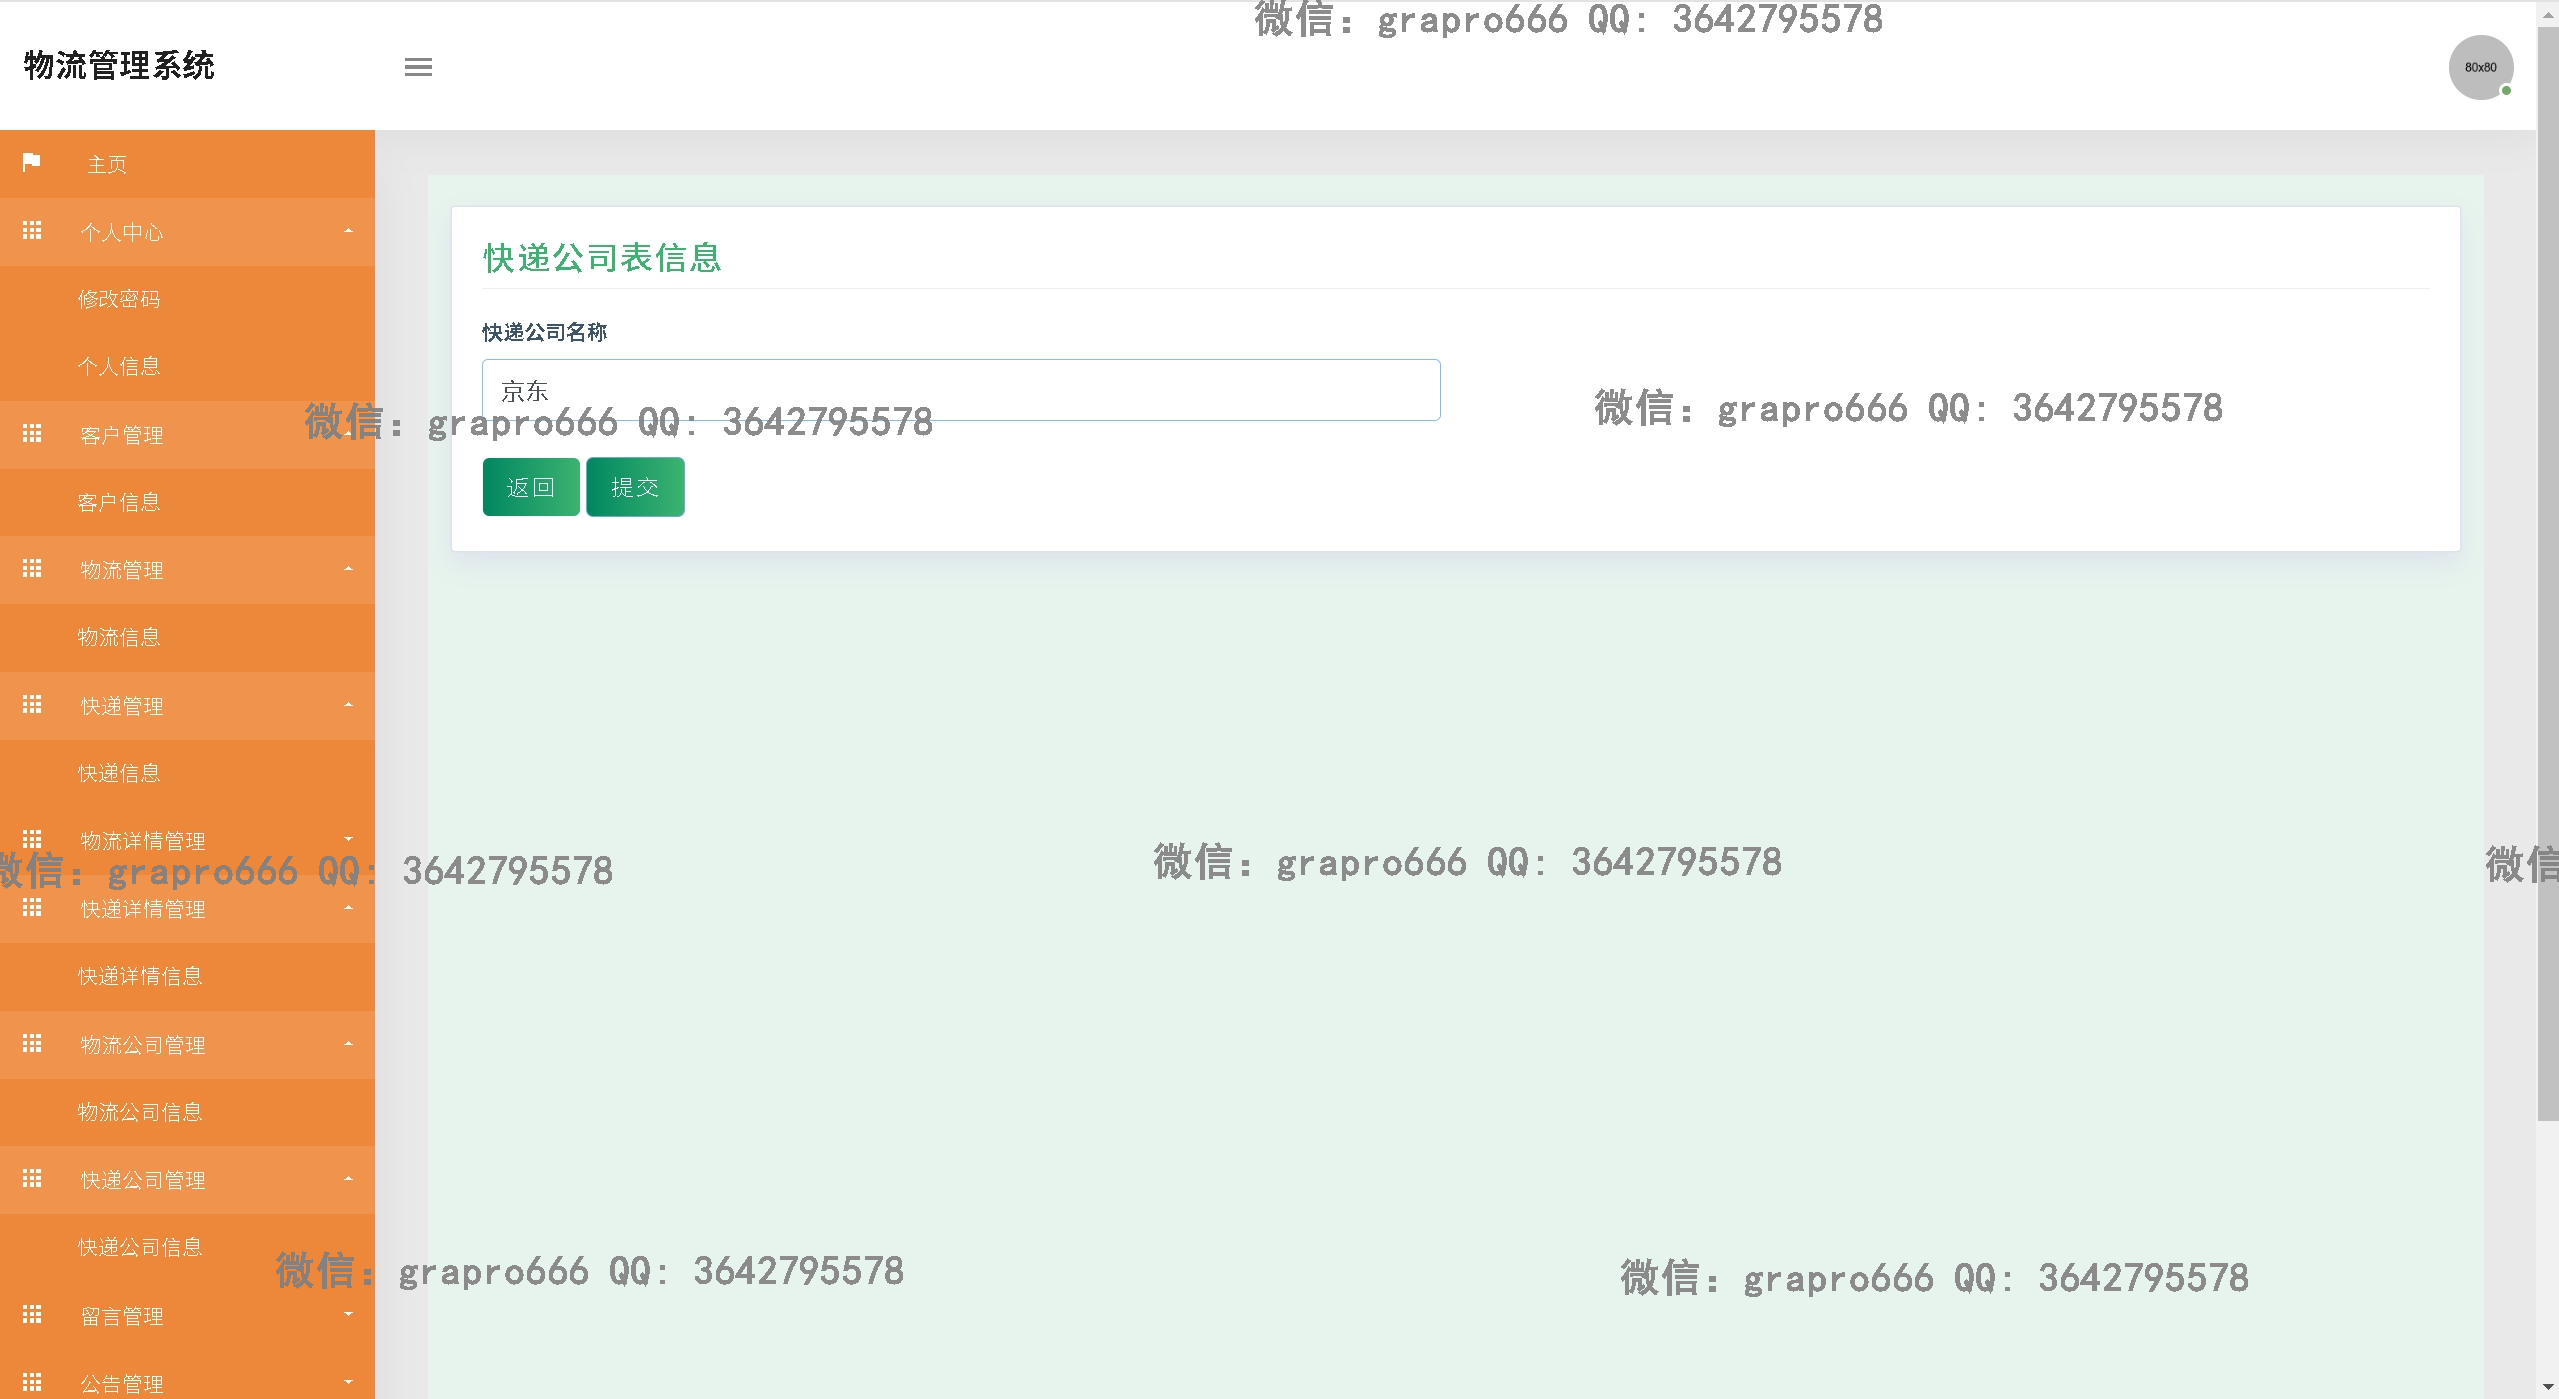 微信: grapro666 QQ: 3642795578
物流管理系统
80x80
主页
个人中心
修改密码
个人信息
客户管理
客户信息
物流管理
物流信息
快递管理
快递信息
物流详情管理
快递详情管理
快递详情信息
物流公司管理
物流公司信息
快递公司管理
快递公司信息
留言管理
公告管理
快递公司表信息
快递公司名称
京东
微信: grapro666 QQ: 3642795578
微信: grapro666 QQ: 3642795578
返回
提交
微信: grapro666 QQ: 3642795578
微信: grapro666 QQ: 3642795578
微信
微信: grapro666 QQ: 3642795578
微信: grapro666 QQ: 3642795578